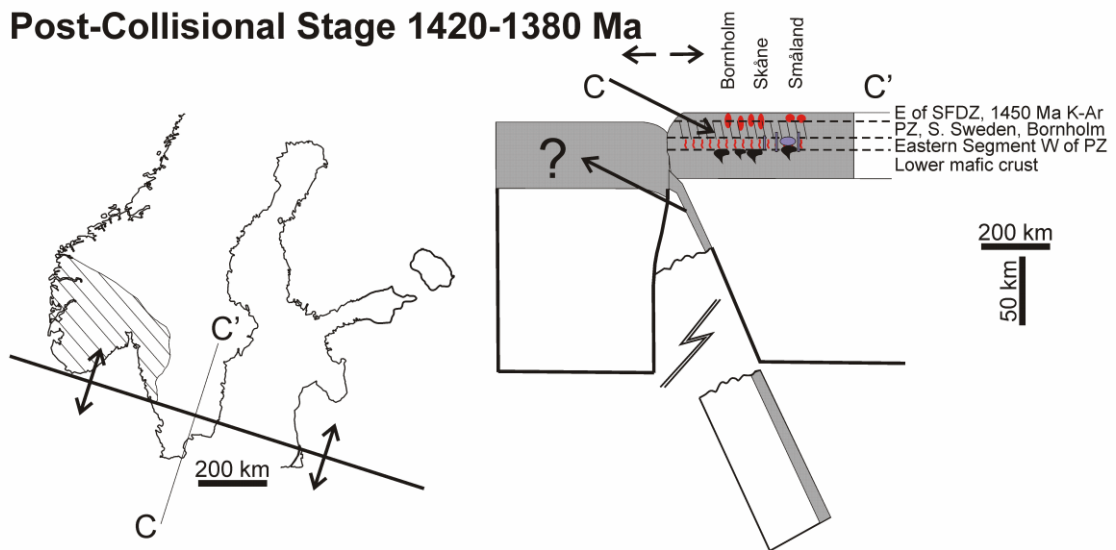 Post-Collisional Stage 1420-1380 Ma
Bornholm
Skåne
Småland
C
C'
E of SFDZ, 1450 Ma K-Ar
PZ, S. Sweden, Bornholm
Eastern Segment W of PZ
Lower mafic crust
?
200 km
50 km
C'
200 km
C